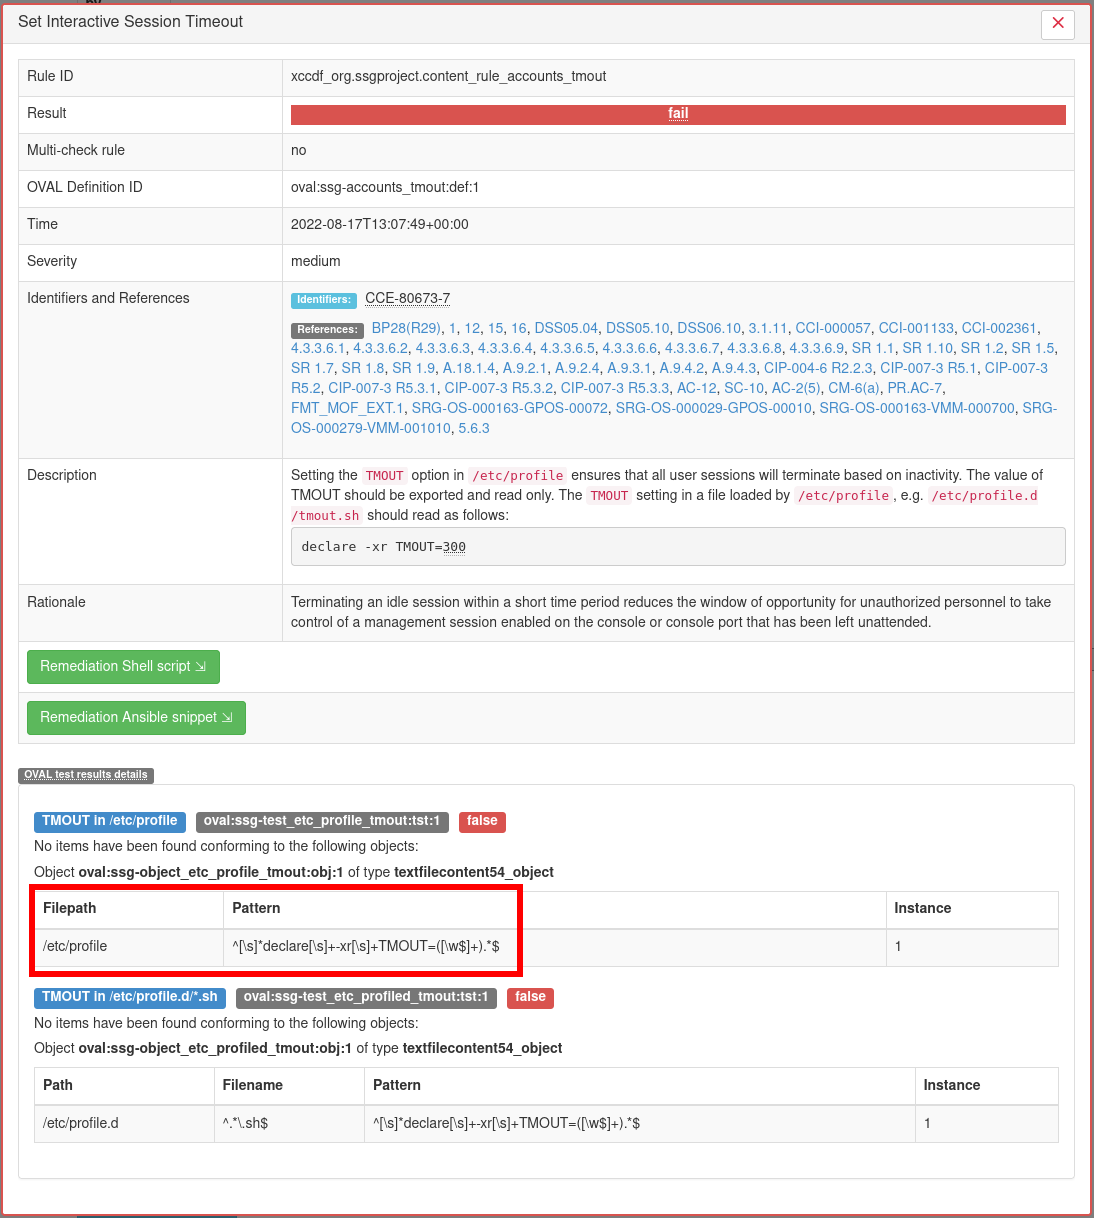 Set Interactive Session Timeout
Rule ID xccdf_org.ssgproject.content_rule_accounts_tmout
Result fail
Multi-check rule no
OVAL Definition ID oval:ssg-accounts_tmout:def:1
Time 2022-08-17T13:07:49+00:00
Severity medium
Identifiers and References Identifiers: CCE-80673-7
References: BP28(R29), 1, 12, 15, 16, DSS05.04, DSS05.10, DSS06.10, 3.1.11, CCI-000057, CCI-001133, CCI-002361,
4.3.3.6.1, 4.3.3.6.2, 4.3.3.6.3, 4.3.3.6.4, 4.3.3.6.5, 4.3.3.6.6, 4.3.3.6.7, 4.3.3.6.8, 4.3.3.6.9, SR 1.1, SR 1.10, SR 1.2, SR 1.5,
SR 1.7, SR 1.8, SR 1.9, A.18.1.4, A.9.2.1, A.9.2.4, A.9.3.1, A.9.4.2, A.9.4.3, CIP-004-6 R2.2.3, CIP-007-3 R5.1, CIP-007-3
R5.2, CIP-007-3 R5.3.1, CIP-007-3 R5.3.2, CIP-007-3 R5.3.3, AC-12, SC-10, AC-2(5), CM-6(a), PR.AC-7,
FMT_MOF_EXT.1, SRG-OS-000163-GPOS-00072, SRG-OS-000029-GPOS-00010, SRG-OS-000163-VMM-000700, SRG-
OS-000279-VMM-001010, 5.6.3
Description Setting the TMOUT option in /etc/profile ensures that all user sessions will terminate based on inactivity. The value of
TMOUT should be exported and read only. The TMOUT setting in a file loaded by /etc/profile, e.g. /etc/profile.d
/tmout.sh should read as follows:
declare -xr TMOUT=300
Rationale Terminating an idle session within a short time period reduces the window of opportunity for unauthorized personnel to take
control of a management session enabled on the console or console port that has been left unattended.
Remediation Shell script ⇲
Remediation Ansible snippet ⇲
OVAL test results details
TMOUT in /etc/profile oval:ssg-test_etc_profile_tmout:tst:1 false
No items have been found conforming to the following objects:
Object oval:ssg-object_etc_profile_tmout:obj:1 of type textfilecontent54_object
Filepath Pattern Instance
/etc/profile ^[\s]*declare[\s]+-xr[\s]+TMOUT=([\w$]+).*$ 1
TMOUT in /etc/profile.d/*.sh oval:ssg-test_etc_profiled_tmout:tst:1 false
No items have been found conforming to the following objects:
Object oval:ssg-object_etc_profiled_tmout:obj:1 of type textfilecontent54_object
Path Filename Pattern Instance
/etc/profile.d ^.*\.sh$ ^[\s]*declare[\s]+-xr[\s]+TMOUT=([\w$]+).*$ 1